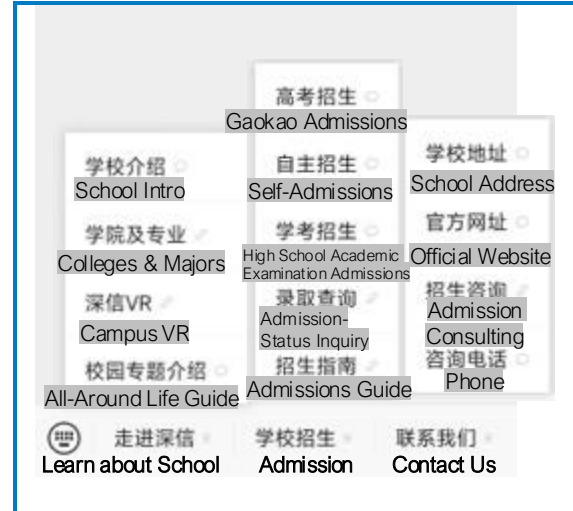 学校介绍
School Intro
学院及专业
Colleges & Majors
深信VR
Campus VR
校园专题介绍
All-Around Life Guide
高考招生
Gaokao Admissions
自主招生
Self-Admissions
学考招生
High School Academic
Examination Admissions
录取查询
Admission-
Status Inquiry
招生指南
Admissions Guide
学校地址
School Address
官方网址
Official Website
招生咨询
Admission
Consulting
咨询电话
Phone
走进深信
Learn about School
学校招生
Admission
联系我们
Contact Us